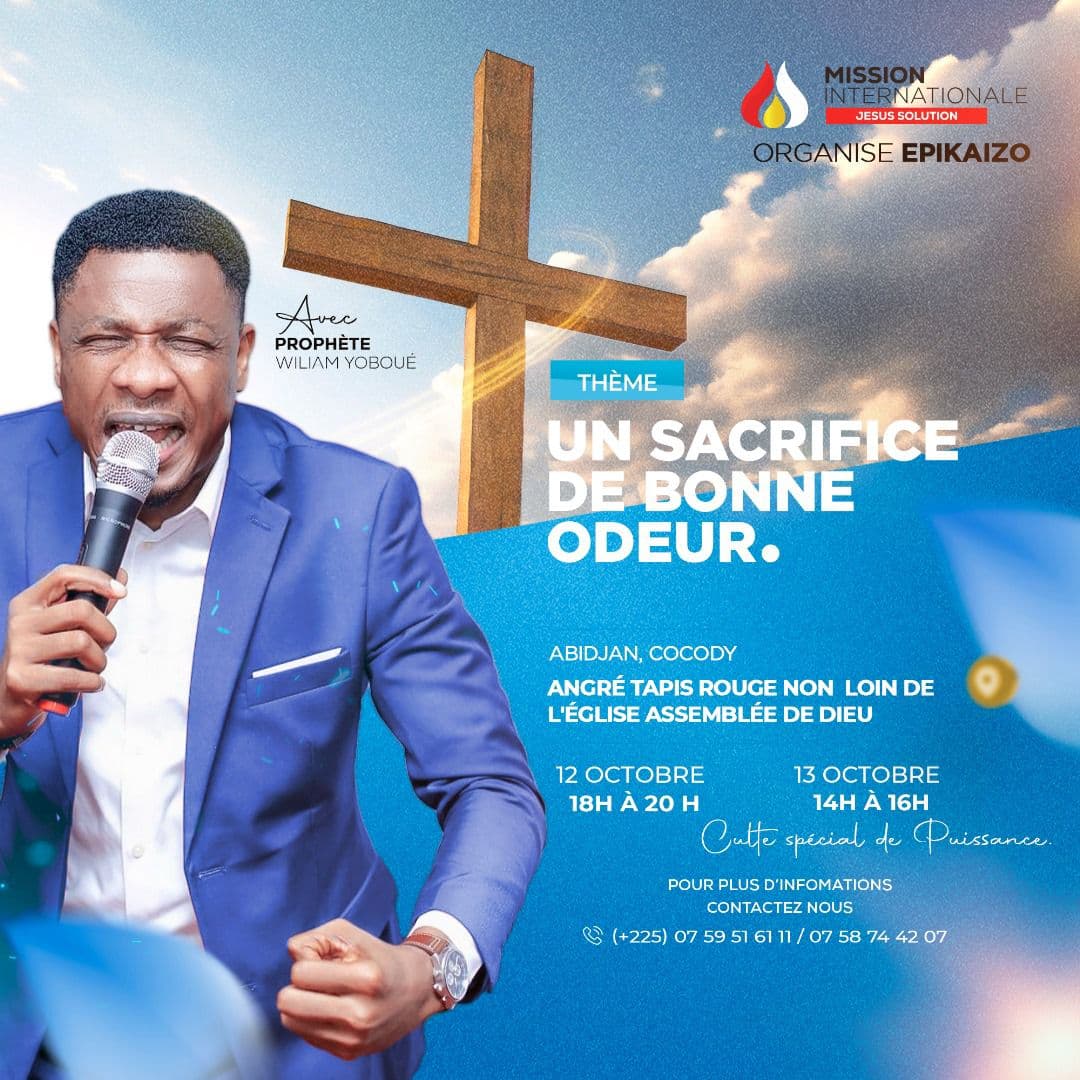 MISSION
INTERNATIONALE
JESUS SOLUTION
ORGANISE EPIKAIZO
Avec
PROPHÈTE
WILIAM YOBOUÉ
THÈME
UN SACRIFICE
DE BONNE
ODEUR.
ABIDJAN, COCODY
ANGRÉ TAPIS ROUGE NON LOIN DE
L'ÉGLISE ASSEMBLÉE DE DIEU
12 OCTOBRE
18H À 20 H
13 OCTOBRE
14H À 16H
Culte spécial de Puissance.
POUR PLUS D'INFOMATIONS
CONTACTEZ NOUS
(+225) 07 59 51 61 11 / 07 58 74 42 07